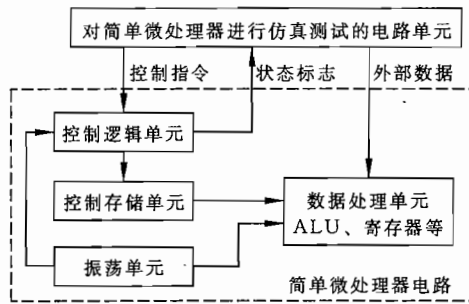 对简单微处理器进行仿真测试的电路单元
控制指令
状态标志
外部数据
控制逻辑单元
控制存储单元
数据处理单元
ALU、寄存器等
振荡单元
简单微处理器电路